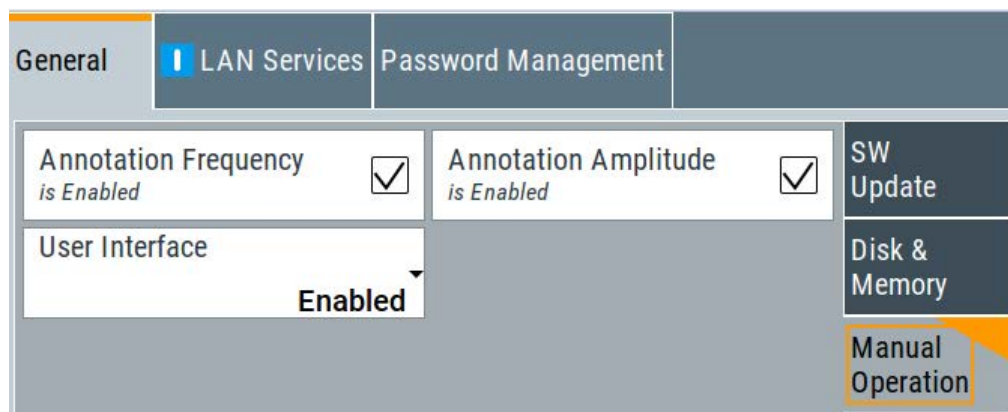 General
LAN Services
Password Management
Annotation Frequency
is Enabled
Annotation Amplitude
is Enabled
User Interface
Enabled
SW
Update
Disk &
Memory
Manual
Operation